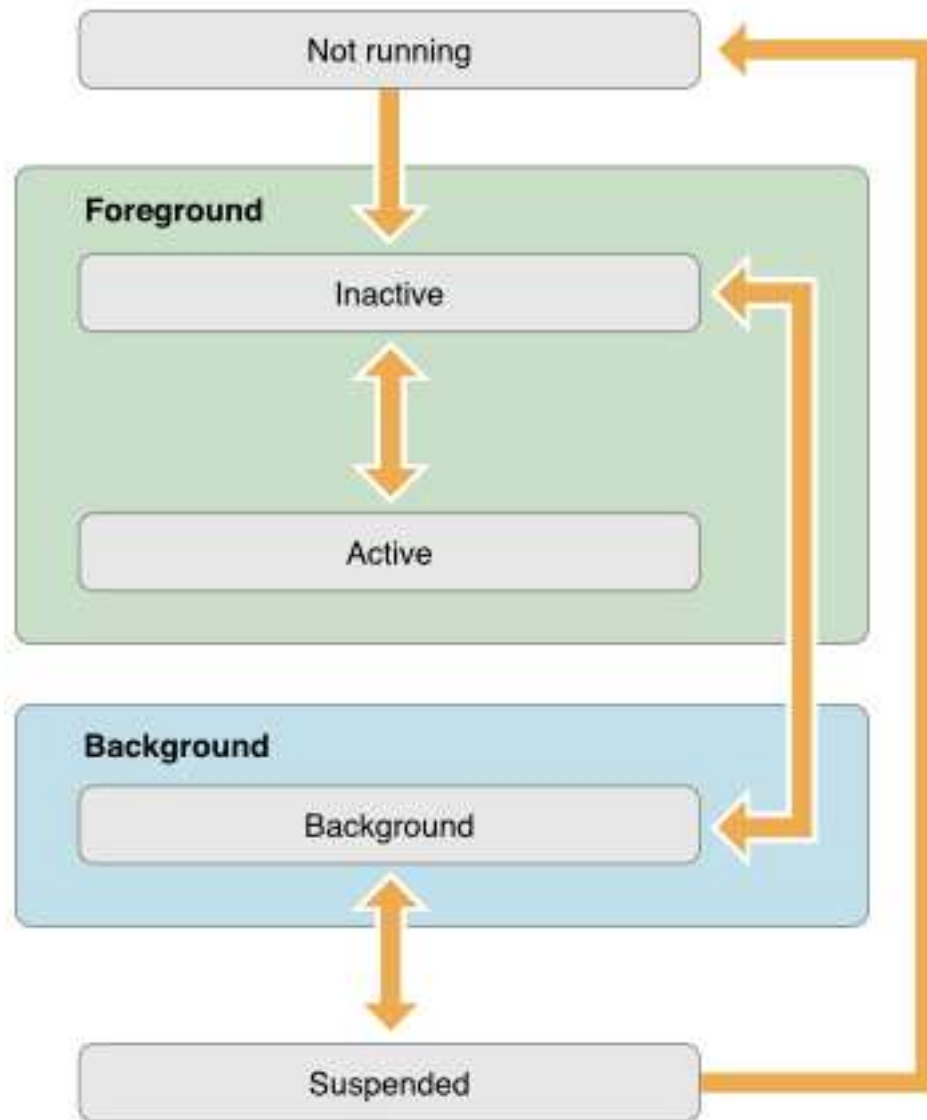 Not running
Foreground
Inactive
Active
Background
Background
Suspended